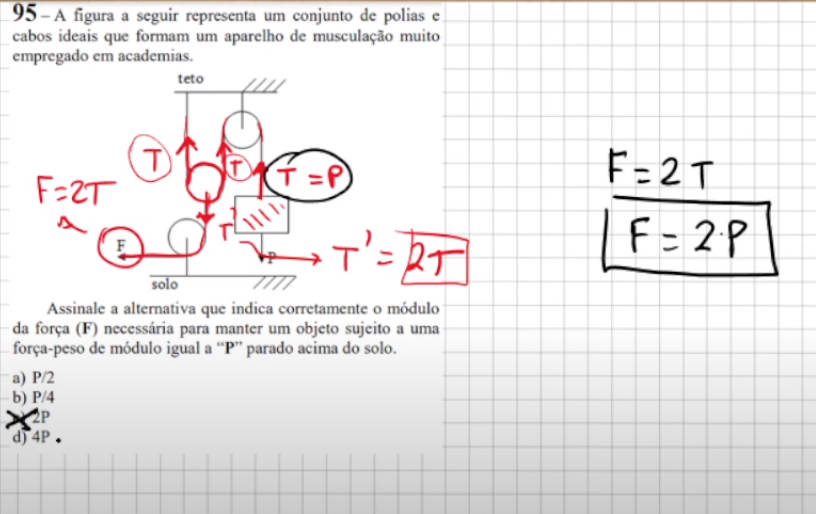 95 – A figura a seguir representa um conjunto de polias e
cabos ideais que formam um aparelho de musculação muito
empregado em academias.
teto
T
T
T = P
F=2T
T'
F
P
T' = 2T
solo
F = 2T
F = 2.P
Assinale a alternativa que indica corretamente o módulo
da força (F) necessária para manter um objeto sujeito a uma
força-peso de módulo igual a “P” parado acima do solo.
a) P/2
b) P/4
2P
d) 4P